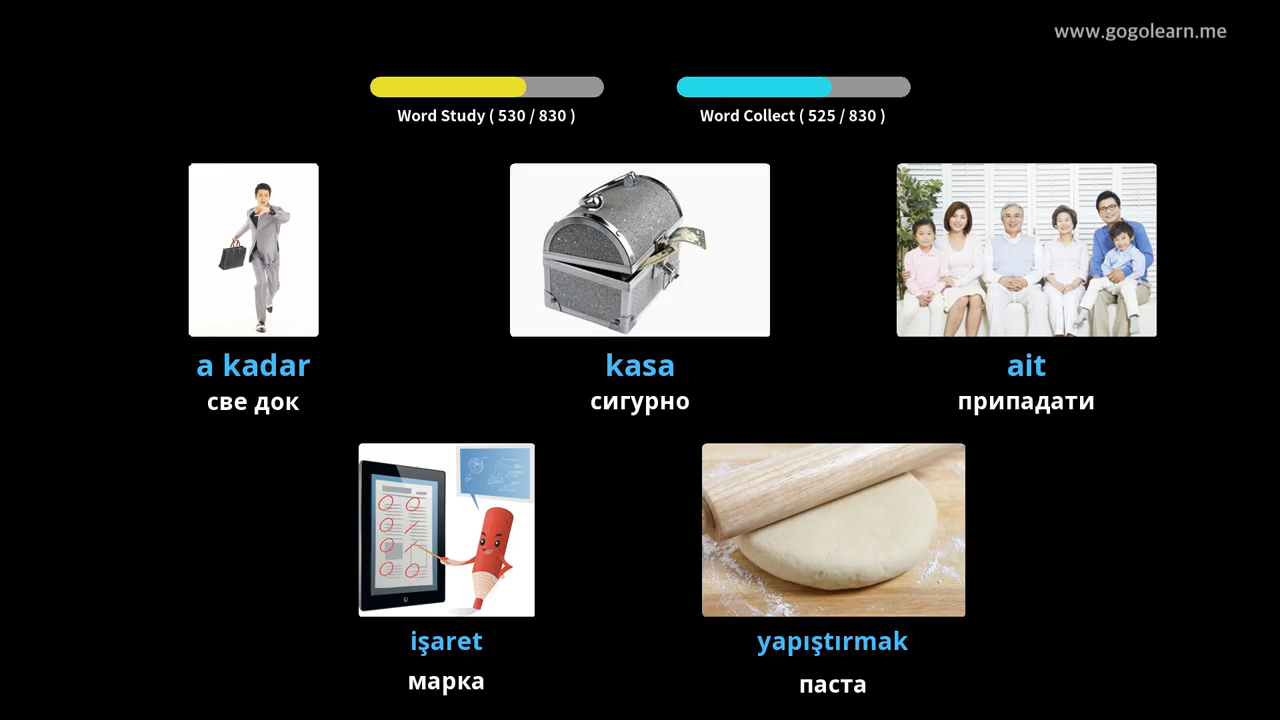 www.gogolearn.me
Word Study ( 530 / 830 )
Word Collect ( 525 / 830 )
a kadar
све док
kasa
сигурно
ait
припадати
işaret
марка
yapıştırmak
паста